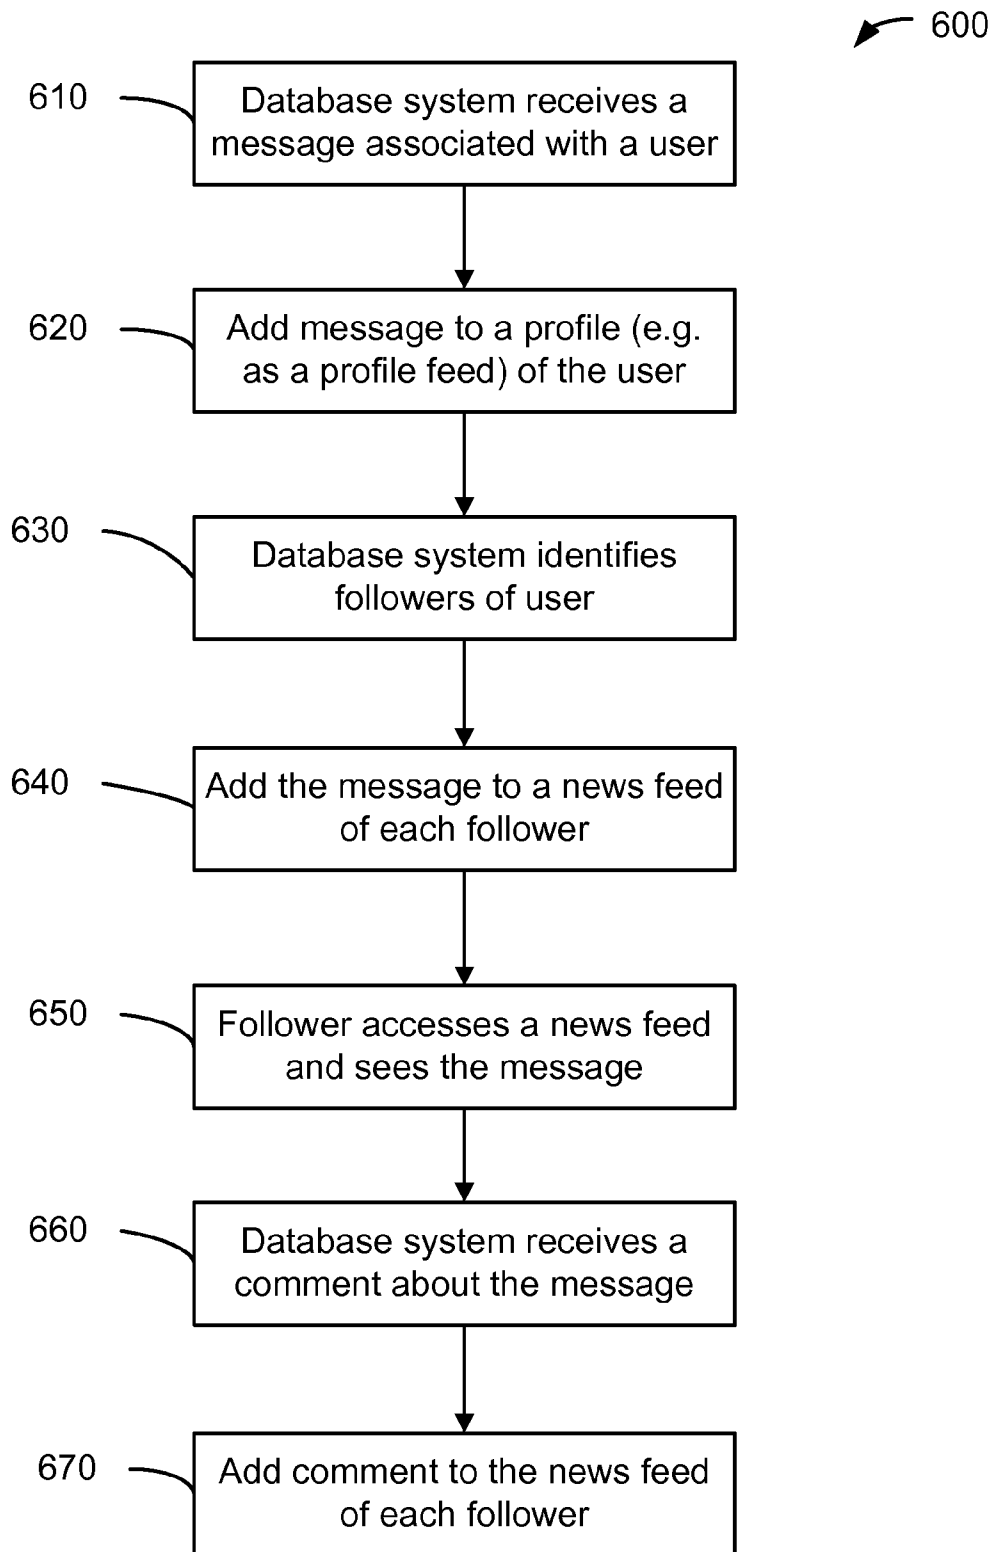 600
610
Database system receives a
message associated with a user
620
Add message to a profile (e.g.
as a profile feed) of the user
630
Database system identifies
followers of user
640
Add the message to a news feed
of each follower
650
Follower accesses a news feed
and sees the message
660
Database system receives a
comment about the message
670
Add comment to the news feed
of each follower